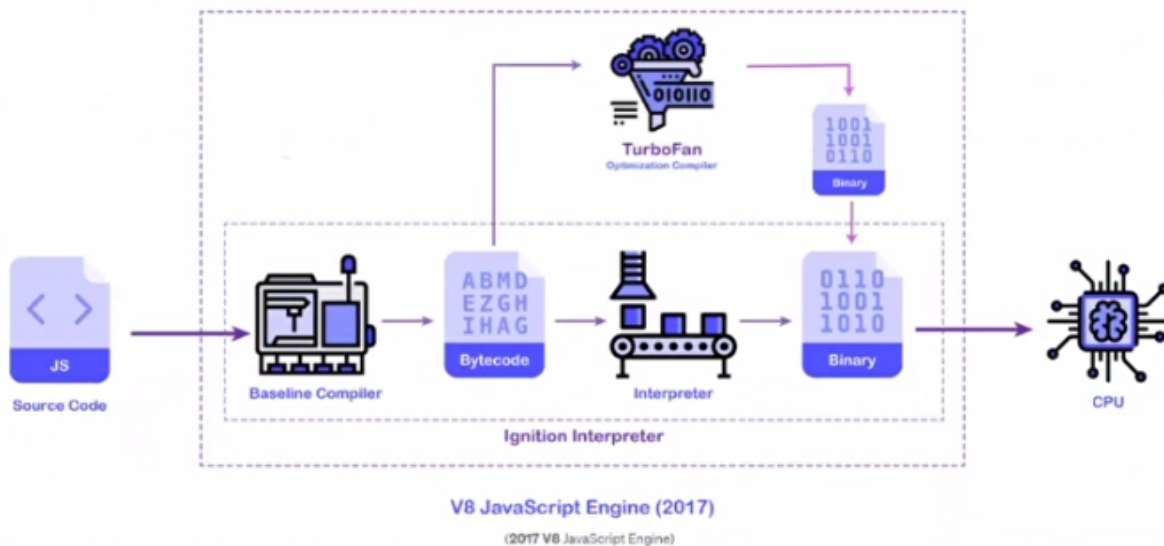 010110
TurboFan
Optimization Compiler
1001
1001
0110
Binary
JS
Source Code
Baseline Compiler
ABMD
EZGH
IHAG
Bytecode
Interpreter
0110
1001
1010
Binary
CPU
Ignition Interpreter
V8 JavaScript Engine (2017)
(2017 V8 JavaScript Engine)